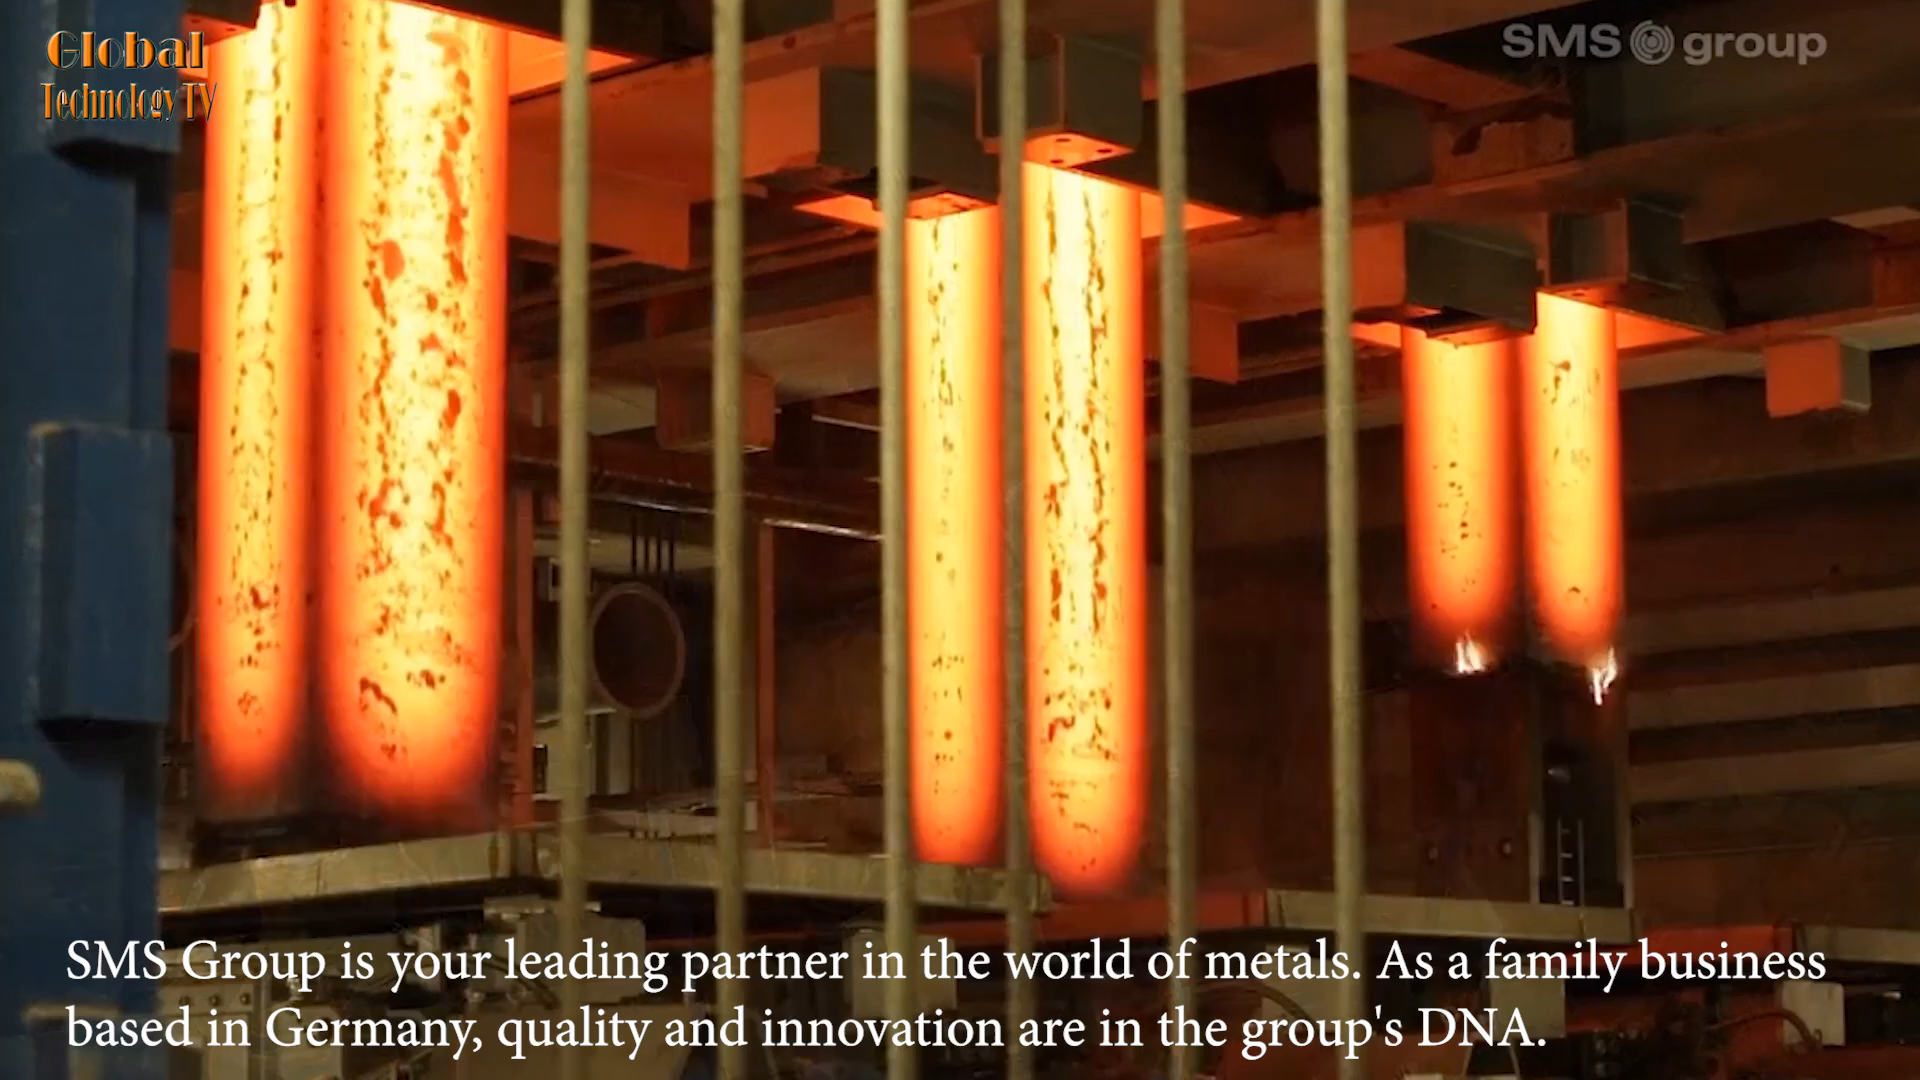 Global
Technology TV
SMS group
SMS Group is your leading partner in the world of metals. As a family business
based in Germany, quality and innovation are in the group's DNA.